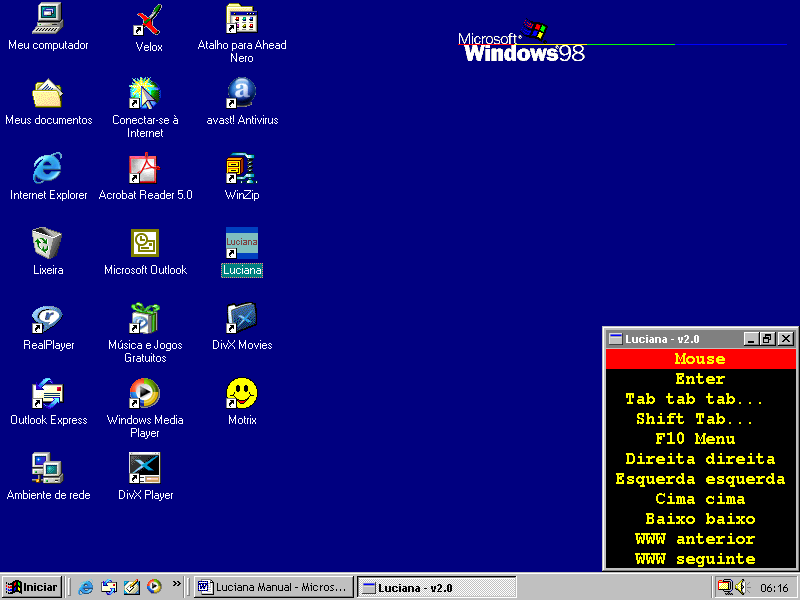 Meu computador
Velox
Atalho para Ahead
Nero
Microsoft®
Windows98
Meus documentos
Conectar-se à
Internet
avast! Antivirus
Internet Explorer
Acrobat Reader 5.0
WinZip
Lixeira
Microsoft Outlook
Luciana
Luciana
RealPlayer
Música e Jogos
Gratuitos
DivX Movies
Outlook Express
Windows Media
Player
Motrix
Ambiente de rede
DivX Player
Luciana - v2.0
Mouse
Enter
Tab tab tab...
Shift Tab...
F10 Menu
Direita direita
Esquerda esquerda
Cima cima
Baixo baixo
WWW anterior
WWW seguinte
Iniciar
Luciana Manual - Micros...
Luciana - v2.0
06:16